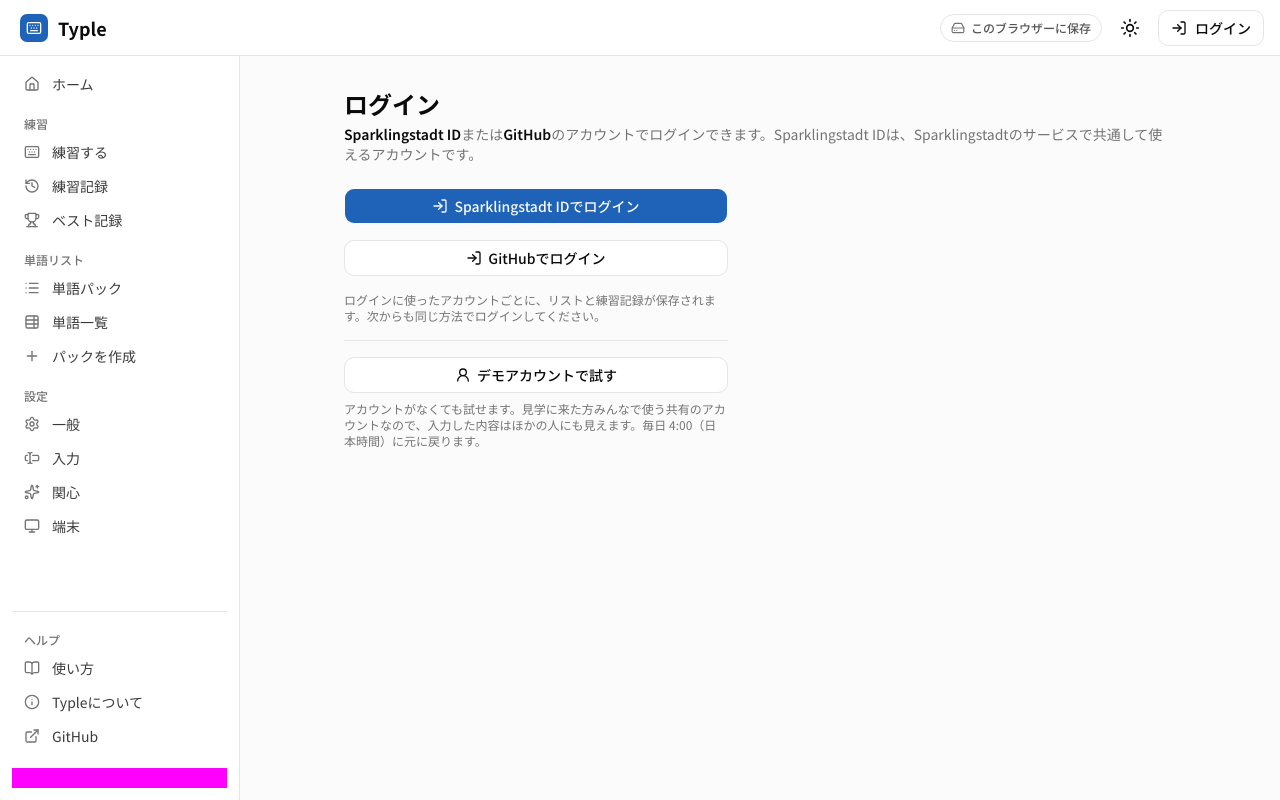 Typle
このブラウザーに保存
ログイン
ホーム
練習
練習する
練習記録
ベスト記録
単語リスト
単語パック
単語一覧
パックを作成
設定
一般
入力
関心
端末
ヘルプ
使い方
Typleについて
GitHub
ログイン
Sparklingstadt IDまたはGitHubのアカウントでログインできます。Sparklingstadt IDは、Sparklingstadtのサービスで共通して使
えるアカウントです。
Sparklingstadt IDでログイン
GitHubでログイン
ログインに使ったアカウントごとに、リストと練習記録が保存されま
す。次からも同じ方法でログインしてください。
デモアカウントで試す
アカウントがなくても試せます。見学に来た方みんなで使う共有のアカ
ウントなので、入力した内容はほかの人にも見えます。毎日 4:00（日
本時間）に元に戻ります。